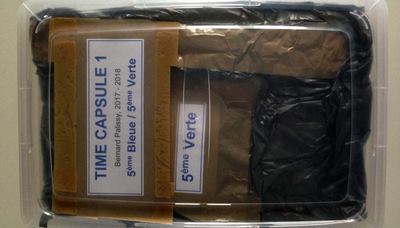 TIME CAPSULE 1
Bernard Palissy, 2017 - 2018
5ème Bleue / 5ème Verte
5ème Verte